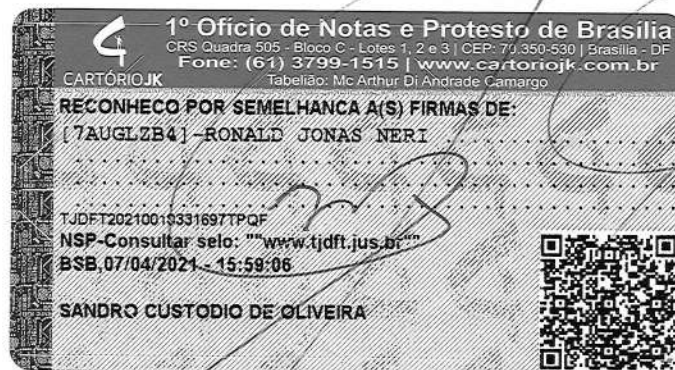 1º Ofício de Notas e Protesto de Brasília
CRS Quadra 505 - Bloco C - Lotes 1, 2 e 3 | CEP: 70.350-530 | Brasília - DF
Fone: (61) 3799-1515 | www.cartoriojk.com.br
Tabelião: Mc Arthur Di Andrade Camargo
CARTÓRIOJK
RECONHECO POR SEMELHANCA A(S) FIRMAS DE:
[7AUGLZB4]-RONALD JONAS NERI
TJDFT20210010331697TPQF
NSP-Consultar selo: ""www.tjdft.jus.br""
BSB,07/04/2021 - 15:59:06
SANDRO CUSTODIO DE OLIVEIRA